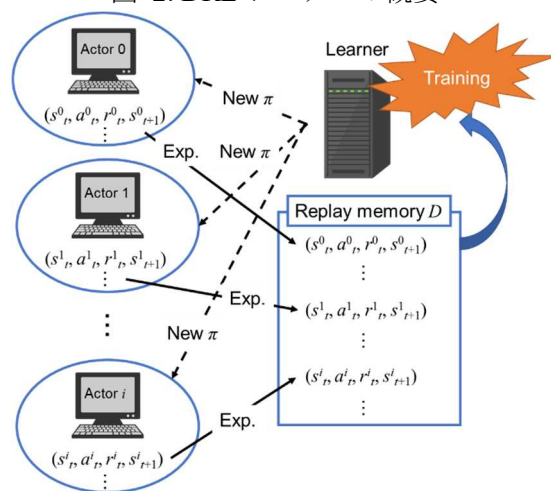 Actor 0
(s⁰ₜ, a⁰ₜ, r⁰ₜ, s⁰ₜ₊₁)
⋮
Learner
Training
New π
Exp.
New π
Actor 1
(s¹ₜ, a¹ₜ, r¹ₜ, s¹ₜ₊₁)
⋮
Replay memory D
(s⁰ₜ, a⁰ₜ, r⁰ₜ, s⁰ₜ₊₁)
⋮
Exp.
(s¹ₜ, a¹ₜ, r¹ₜ, s¹ₜ₊₁)
⋮
⋮
New π
(sⁱₜ, aⁱₜ, rⁱₜ, sⁱₜ₊₁)
⋮
Actor i
Exp.
(sⁱₜ, aⁱₜ, rⁱₜ, sⁱₜ₊₁)
⋮